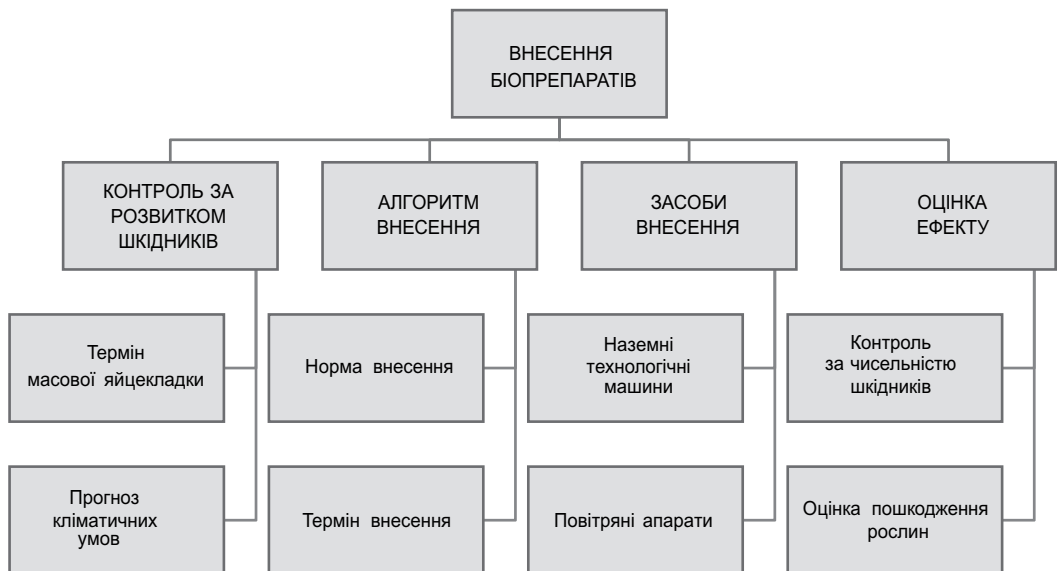 ВНЕСЕННЯ
БІОПРЕПАРАТІВ
КОНТРОЛЬ ЗА
РОЗВИТКОМ
ШКІДНИКІВ
АЛГОРИТМ
ВНЕСЕННЯ
ЗАСОБИ
ВНЕСЕННЯ
ОЦІНКА
ЕФЕКТУ
Термін
масової яйцекладки
Норма внесення
Наземні
технологічні
машини
Контроль
за чисельністю
шкідників
Прогноз
кліматичних
умов
Термін внесення
Повітряні апарати
Оцінка пошкодження
рослин